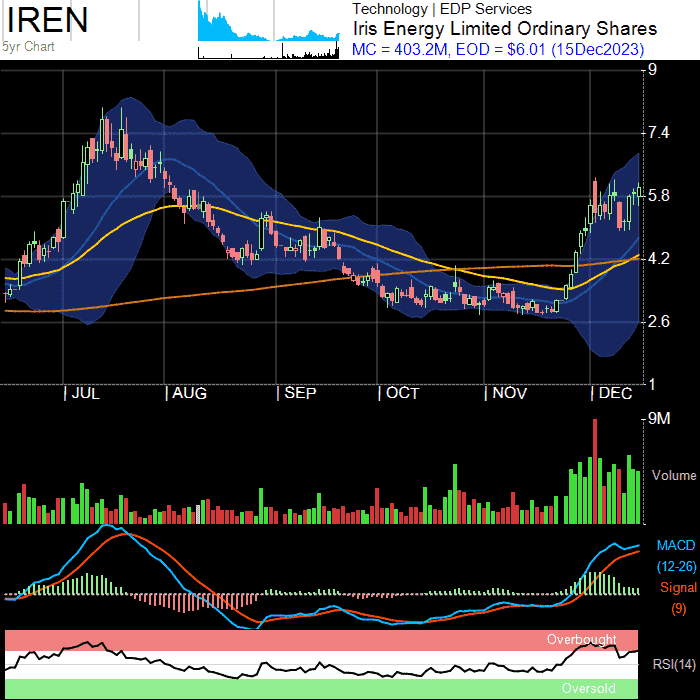 IREN
5yr Chart
Technology | EDP Services
Iris Energy Limited Ordinary Shares
MC = 403.2M, EOD = $6.01 (15Dec2023)
9
7.4
5.8
4.2
2.6
1
| JUL | AUG | SEP | OCT | NOV | DEC
9M
Volume
MACD
(12-26)
Signal
(9)
Overbought
RSI(14)
Oversold